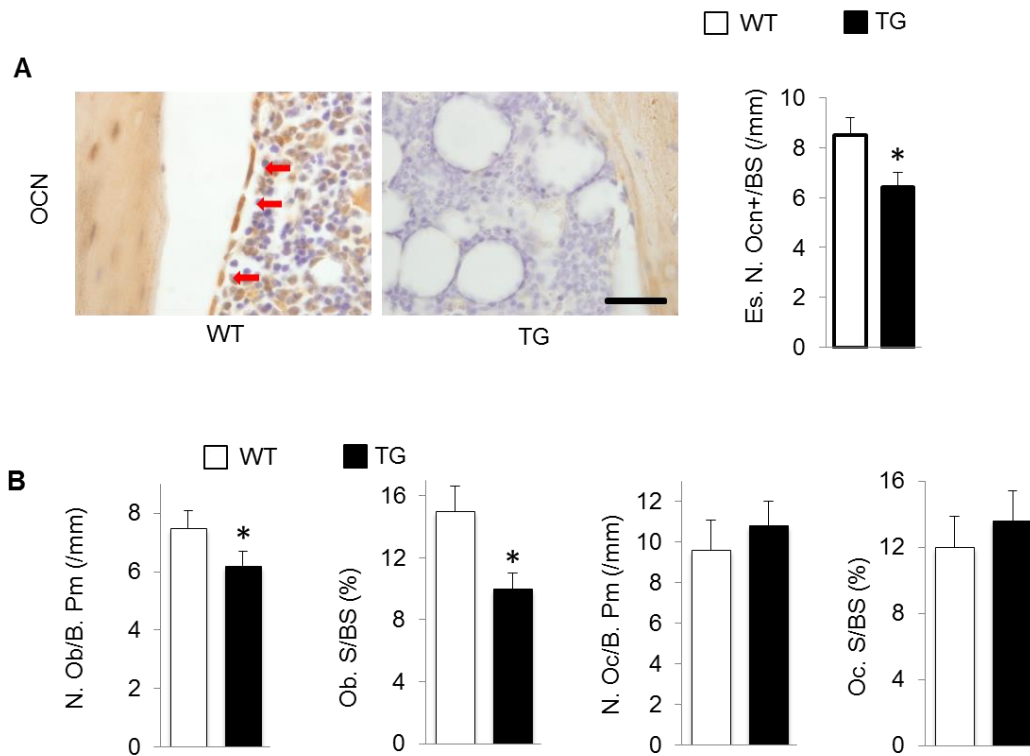 WT TG
A
OCN
WT
TG
Es. N. Ocn+/BS (/mm)
10
8
6
4
2
0
*
WT TG
B
N. Ob/B. Pm (/mm)
8
6
4
2
0
*
Ob. S/BS (%)
16
12
8
4
0
*
N. Oc/B. Pm (/mm)
12
10
8
6
4
2
0
Oc. S/BS (%)
16
12
8
4
0